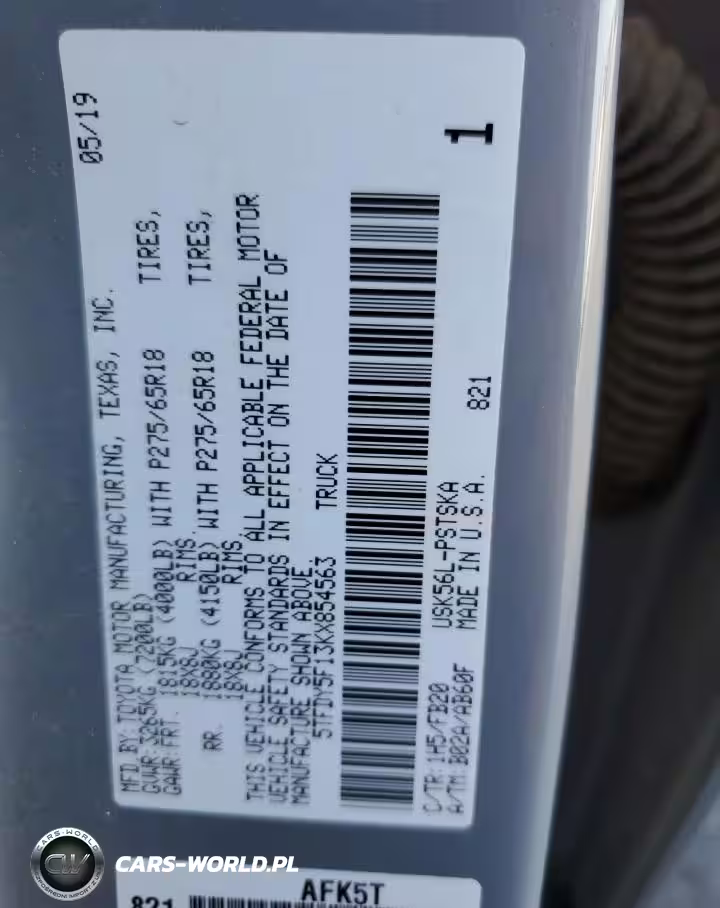 MFD BY: TOYOTA MOTOR MANUFACTURING, TEXAS, INC. 05/19
GVWR: 3265KG (7200LB)
GAWR: FRT. 1815KG (4000LB) WITH P275/65R18 TIRES,
18X8J RIMS,
RR. 1880KG (4150LB) WITH P275/65R18 TIRES,
18X8J RIMS.
THIS VEHICLE CONFORMS TO ALL APPLICABLE FEDERAL MOTOR
VEHICLE SAFETY STANDARDS IN EFFECT ON THE DATE OF
MANUFACTURE SHOWN ABOVE.
5TFDY5F13KX854563 TRUCK
1
C/TR: 1H5/FB20 USK56L-PSTSKA 821
A/TM: B02A/AB60F MADE IN U.S.A.
AFK5T
821
CARS-WORLD
CW
CARS-WORLD.PL